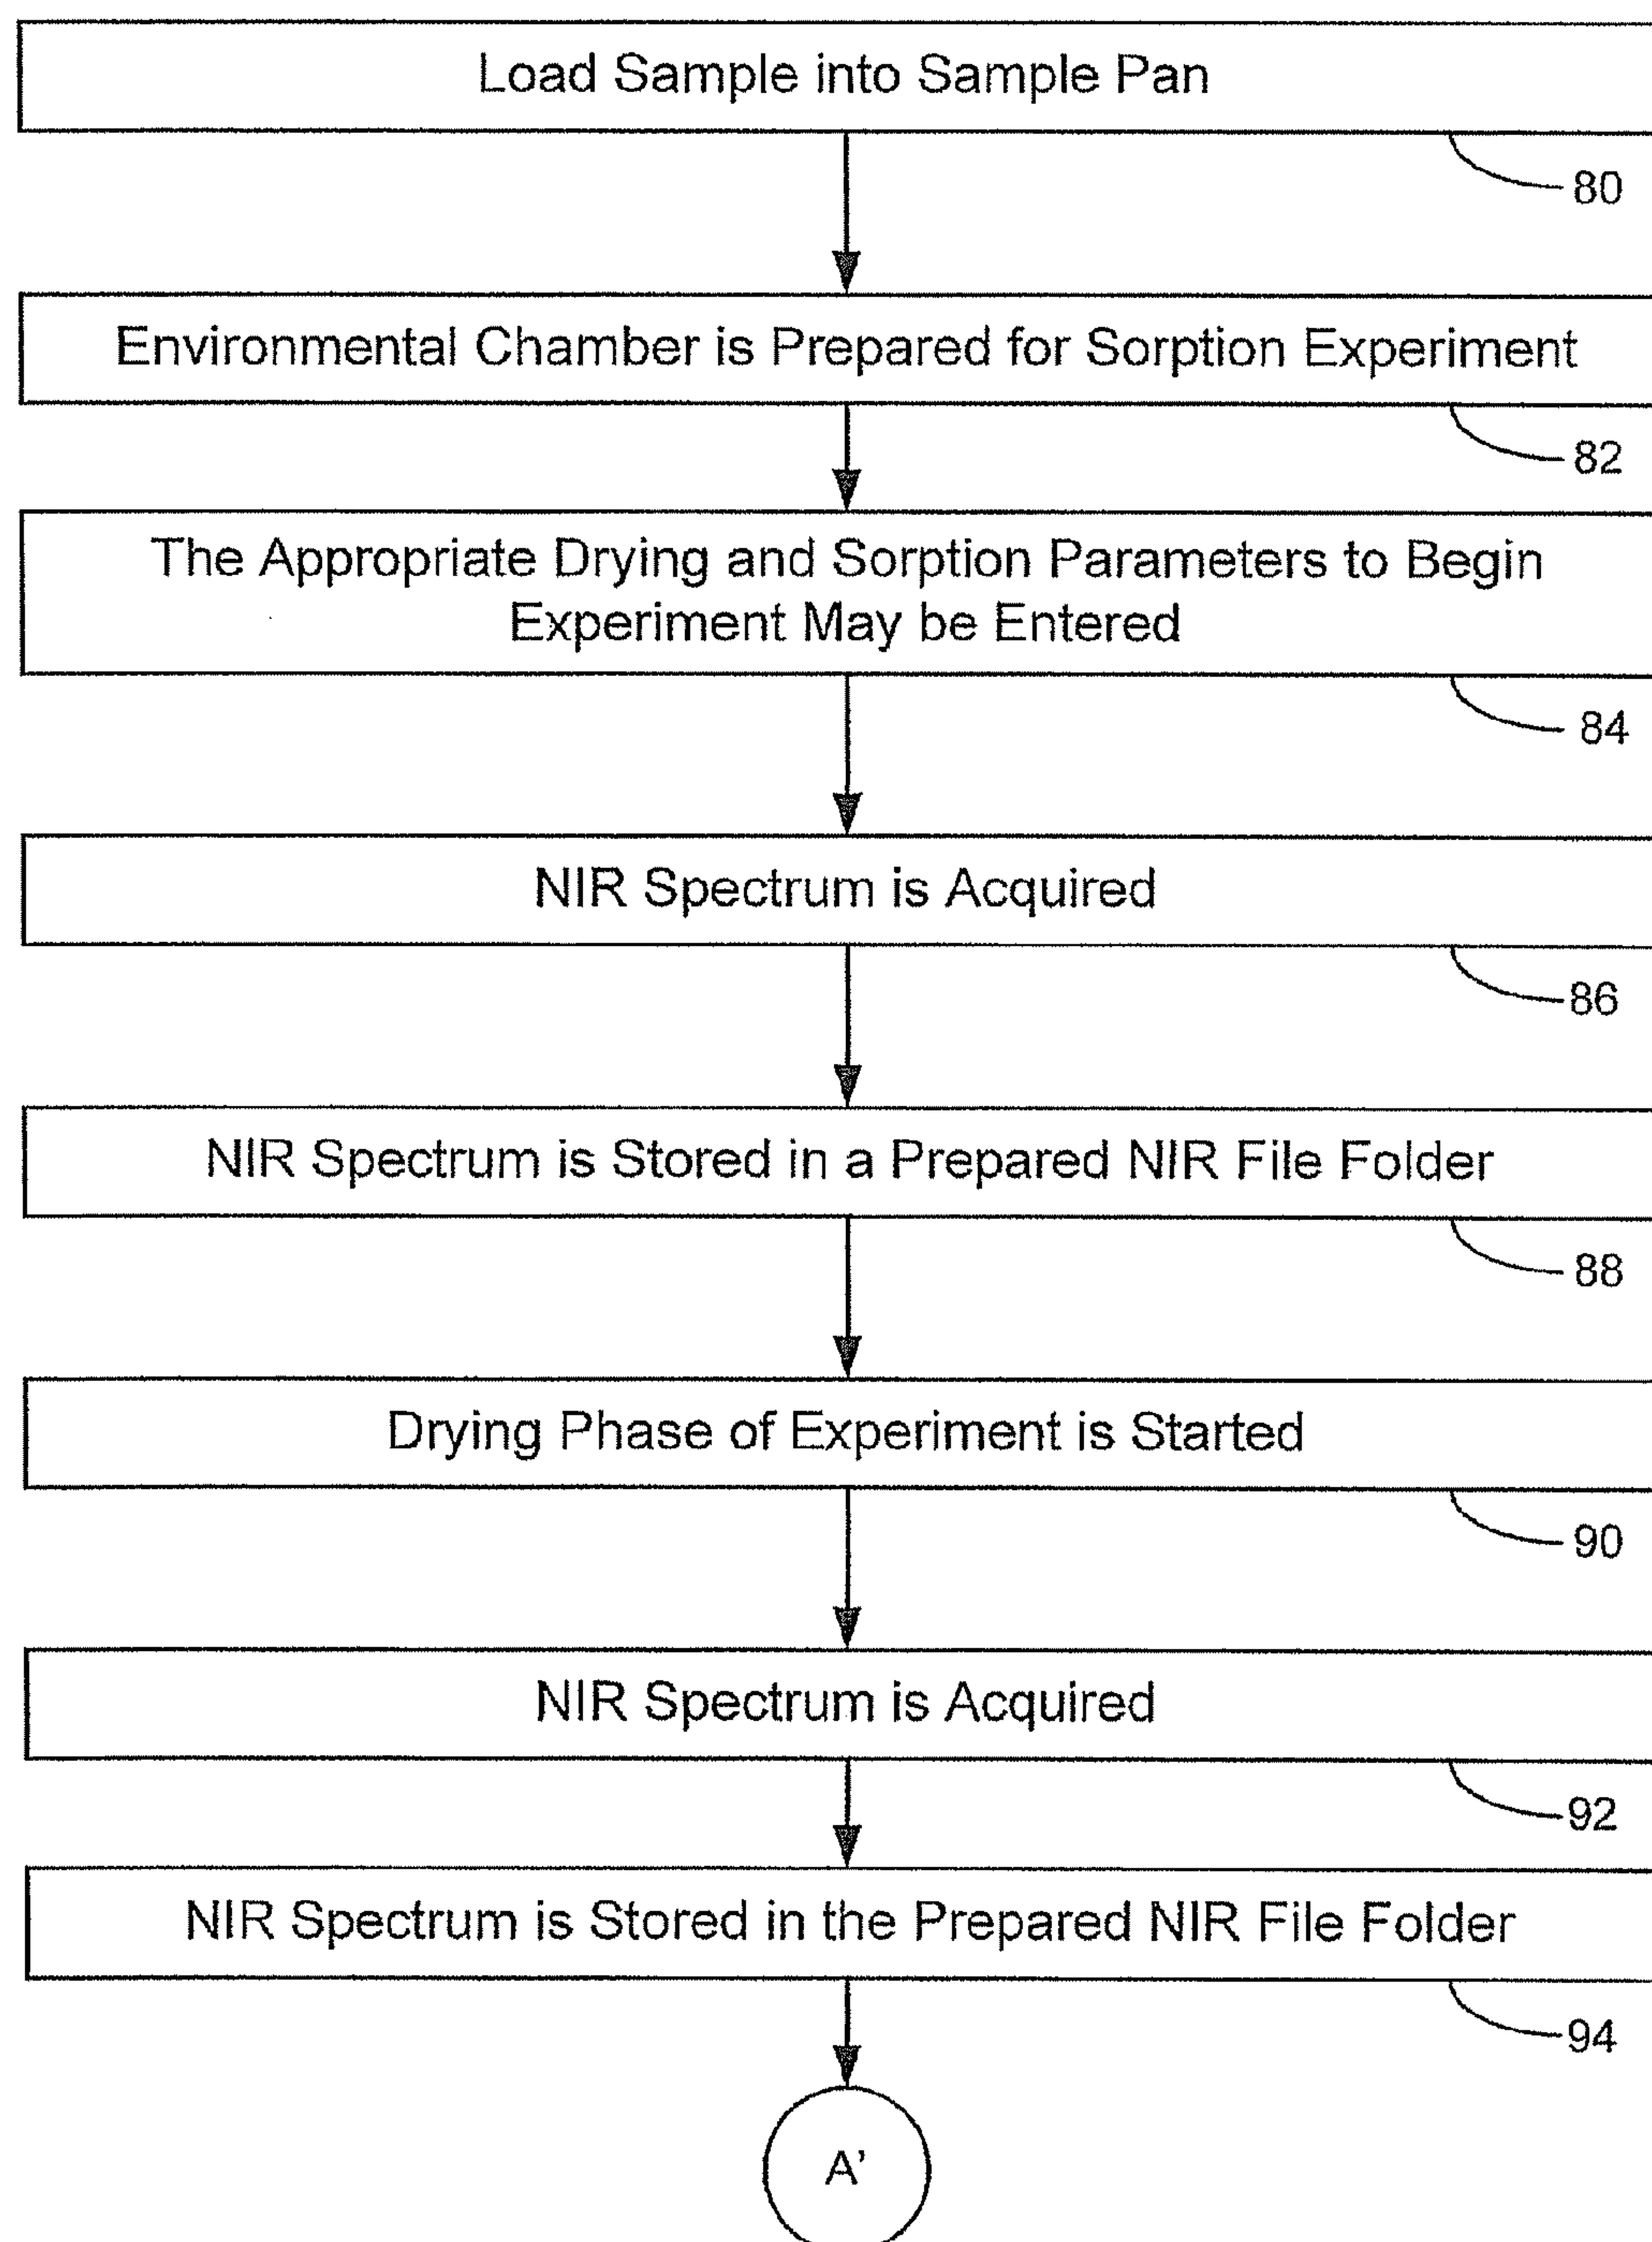 Load Sample into Sample Pan
80
Environmental Chamber is Prepared for Sorption Experiment
82
The Appropriate Drying and Sorption Parameters to Begin
Experiment May be Entered
84
NIR Spectrum is Acquired
86
NIR Spectrum is Stored in a Prepared NIR File Folder
88
Drying Phase of Experiment is Started
90
NIR Spectrum is Acquired
92
NIR Spectrum is Stored in the Prepared NIR File Folder
94
A'